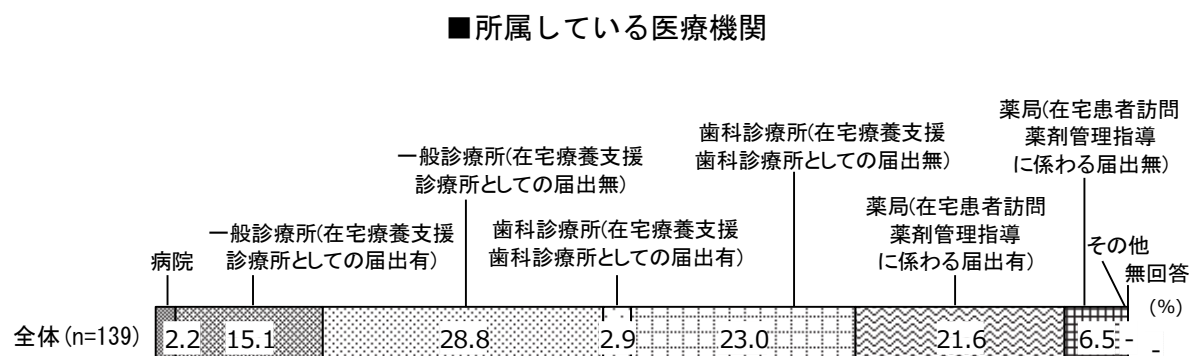 ■所属している医療機関
薬局(在宅患者訪問
薬剤管理指導
に係わる届出無)
歯科診療所(在宅療養支援
歯科診療所としての届出無)
一般診療所(在宅療養支援
診療所としての届出無)
薬局(在宅患者訪問
薬剤管理指導
に係わる届出有)
歯科診療所(在宅療養支援
歯科診療所としての届出有)
一般診療所(在宅療養支援
診療所としての届出有)
病院
その他
無回答
(%)
全体(n=139) 2.2 15.1 28.8 2.9 23.0 21.6 6.5 - -